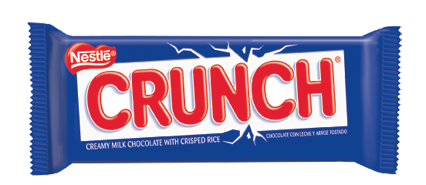 Nestlé®
CRUNCH®
CREAMY MILK CHOCOLATE WITH CRISPED RICE
CHOCOLATE CON LECHE Y ARROZ TOSTADO